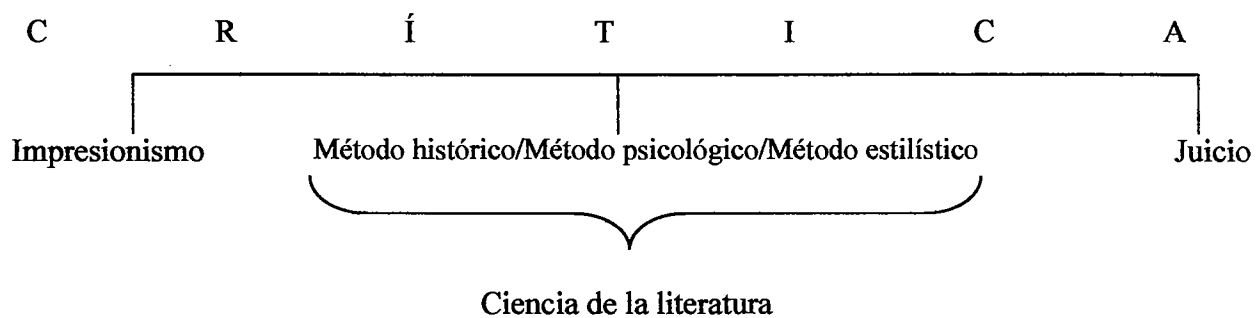 C R Í T I C A
Impresionismo Método histórico/Método psicológico/Método estilístico Juicio
Ciencia de la literatura